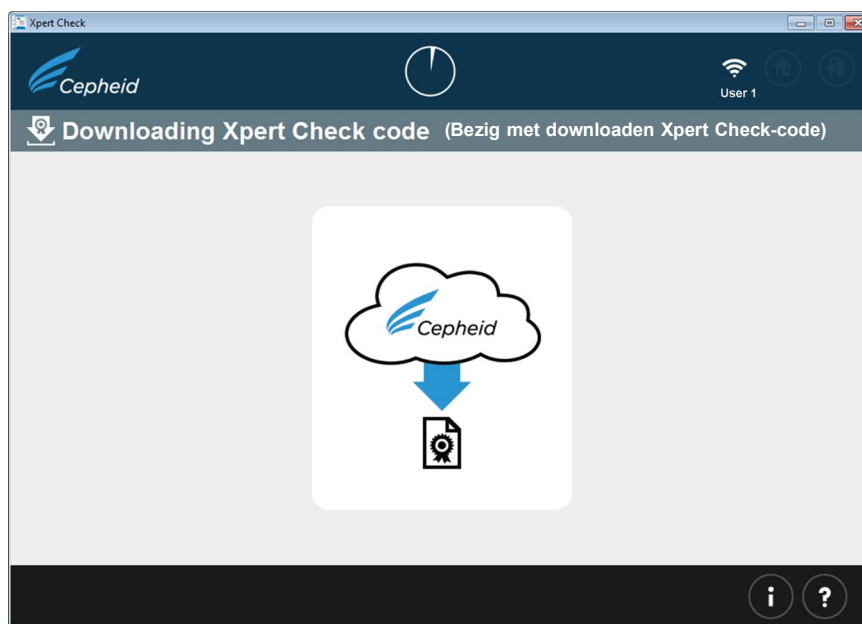 Xpert Check
Cepheid
User 1
Downloading Xpert Check code (Bezig met downloaden Xpert Check-code)
Cepheid
i ?